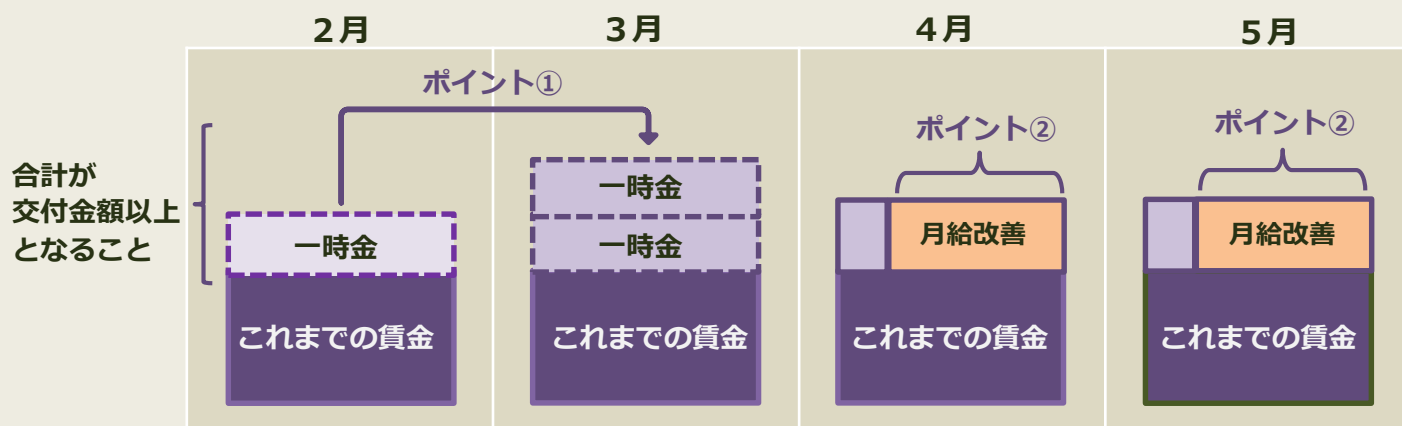 ２月
３月
４月
５月
ポイント①
ポイント②
ポイント②
合計が
交付金額以上
となること
一時金
一時金
一時金
月給改善
月給改善
これまでの賃金
これまでの賃金
これまでの賃金
これまでの賃金